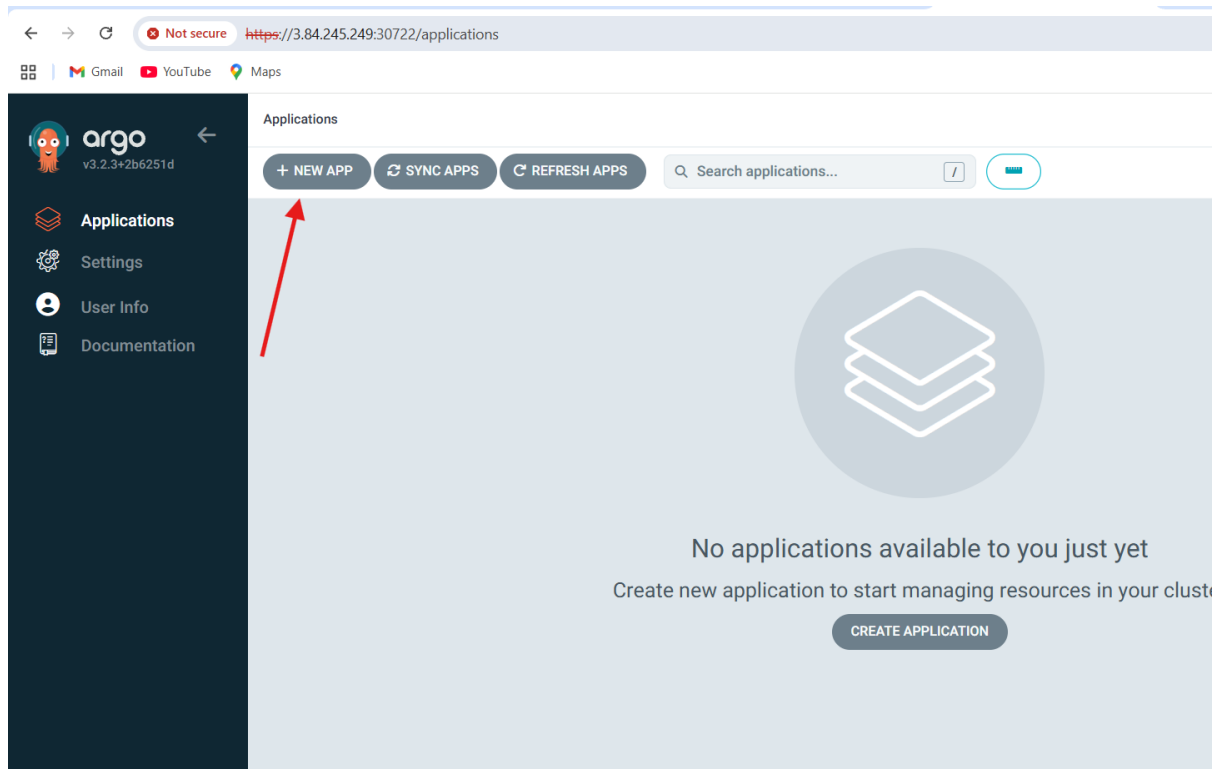 Not secure https://3.84.245.249:30722/applications
Gmail YouTube Maps
argo
v3.2.3+2b6251d
Applications
Settings
User Info
Documentation
Applications
+ NEW APP SYNC APPS REFRESH APPS Search applications... /
No applications available to you just yet
Create new application to start managing resources in your cluste
CREATE APPLICATION